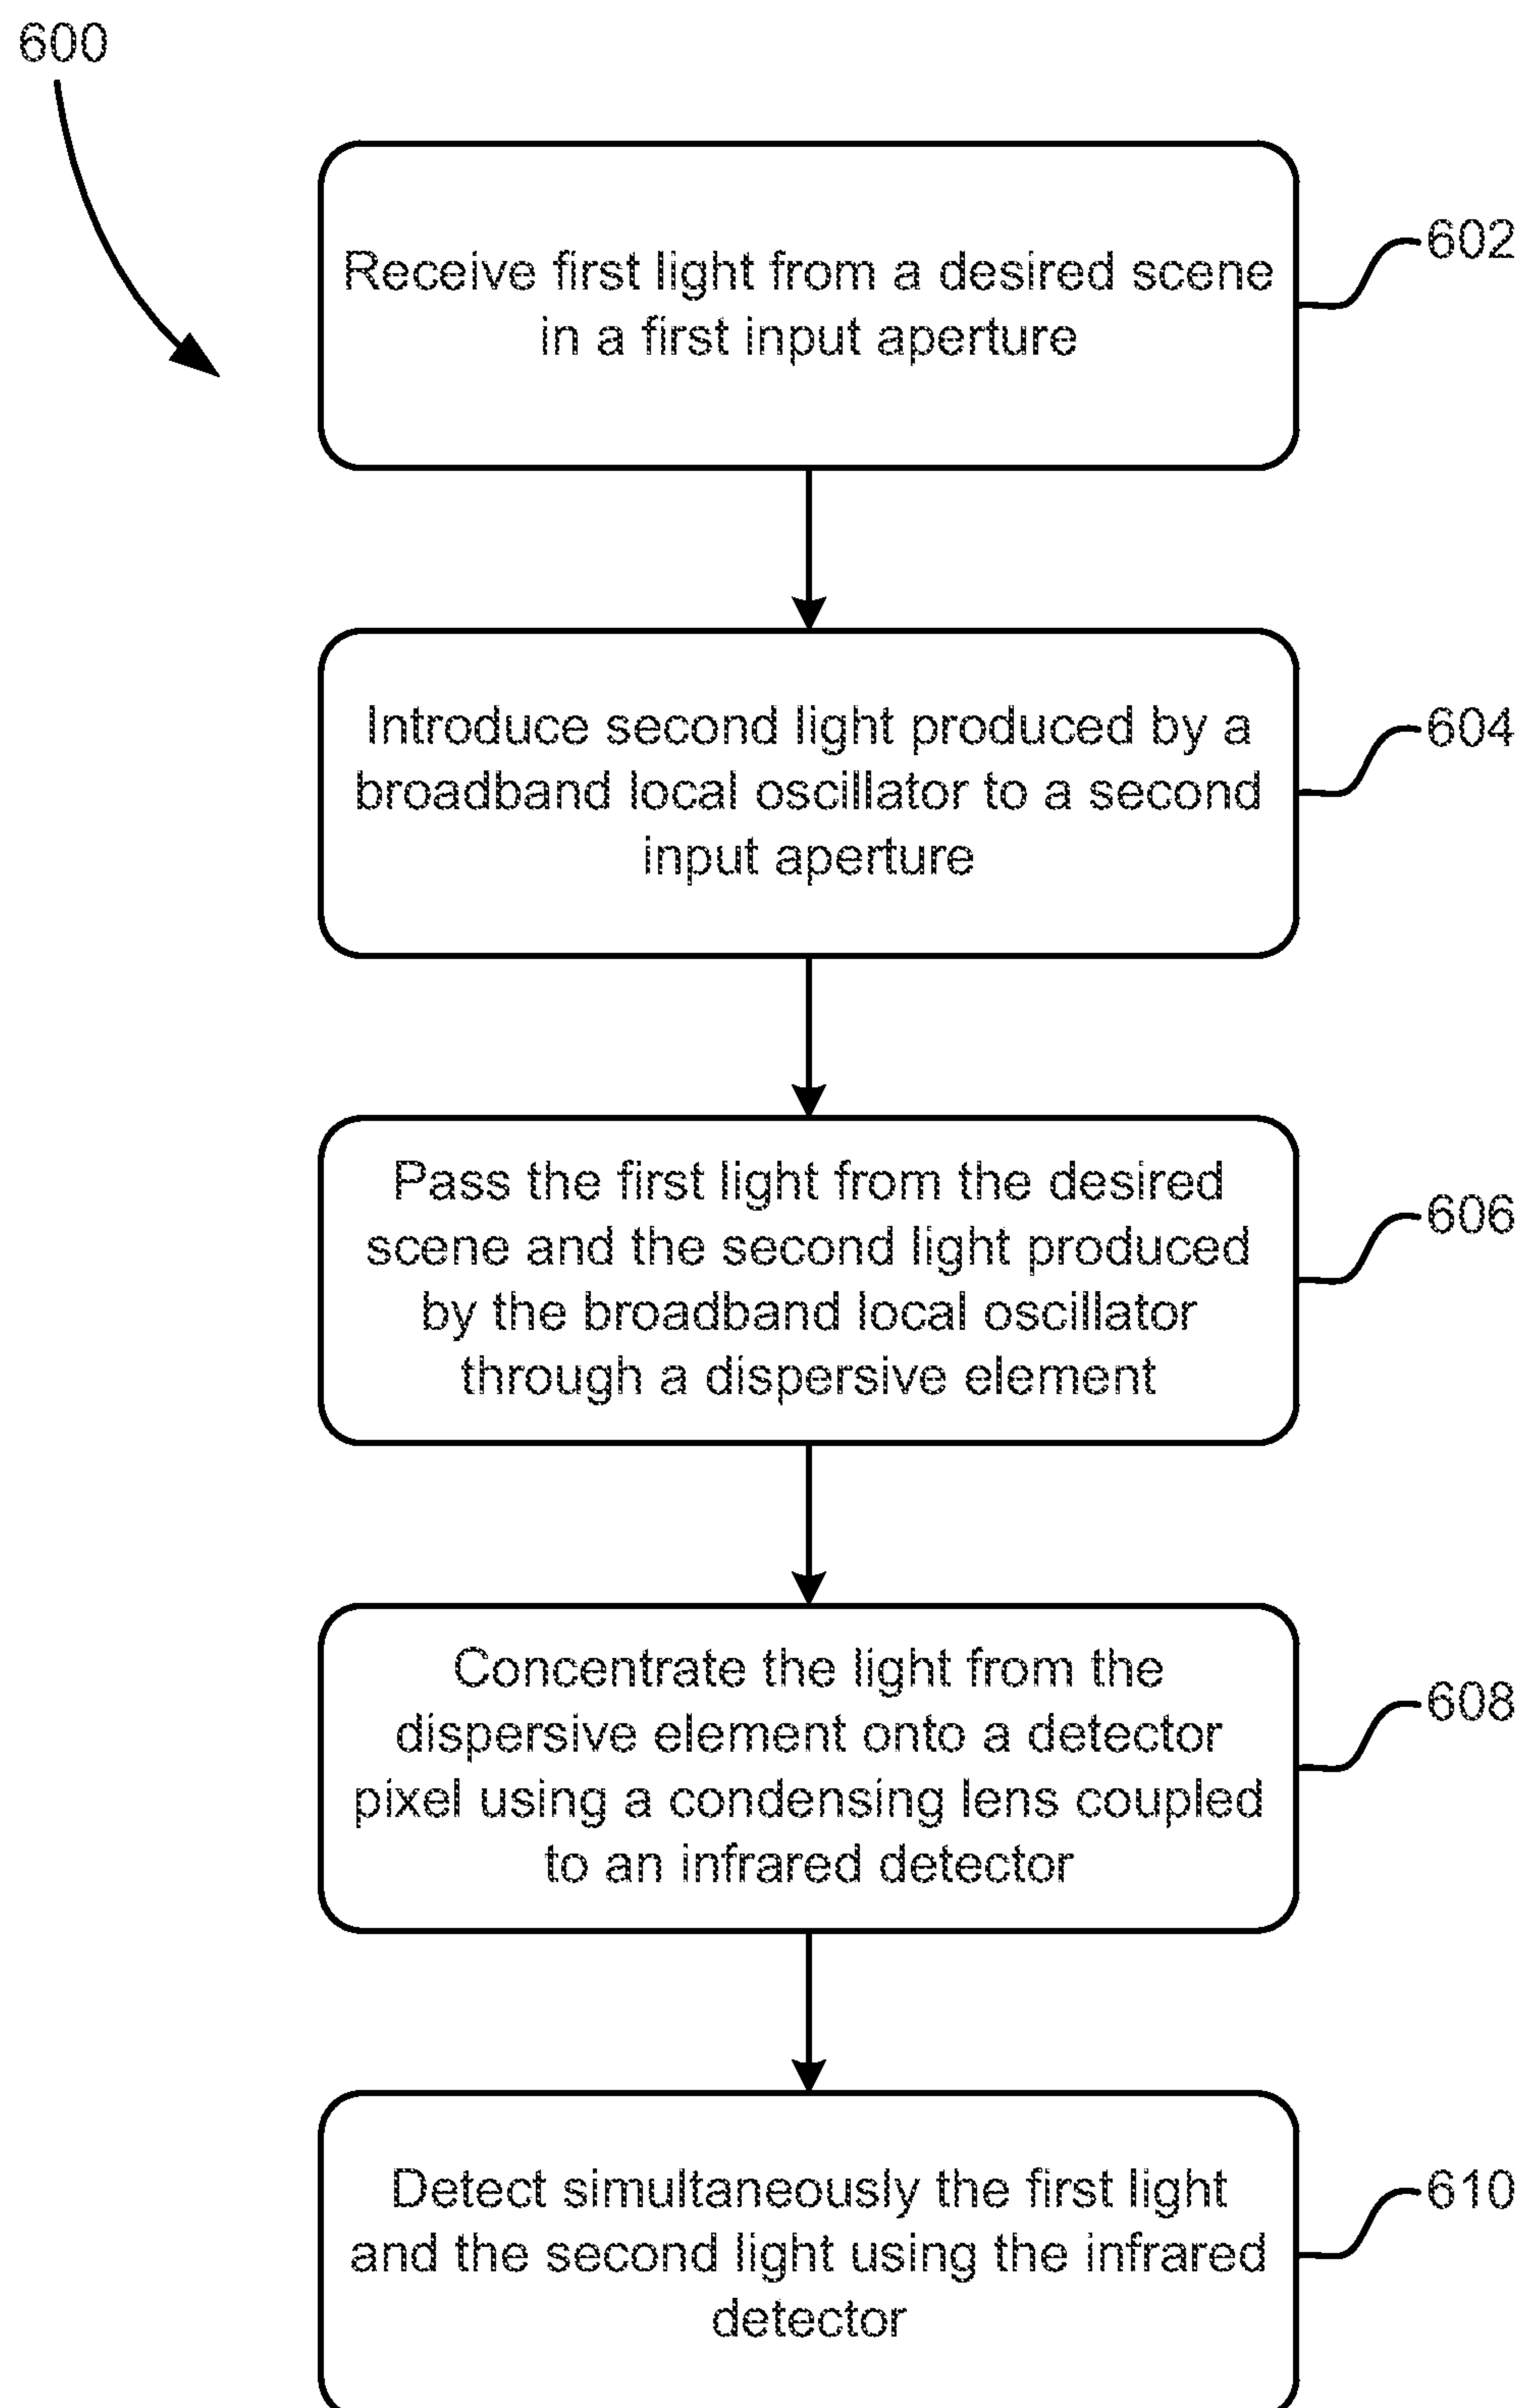 600
Receive first light from a desired scene
in a first input aperture
602
Introduce second light produced by a
broadband local oscillator to a second
input aperture
604
Pass the first light from the desired
scene and the second light produced
by the broadband local oscillator
through a dispersive element
606
Concentrate the light from the
dispersive element onto a detector
pixel using a condensing lens coupled
to an infrared detector
608
Detect simultaneously the first light
and the second light using the infrared
detector
610